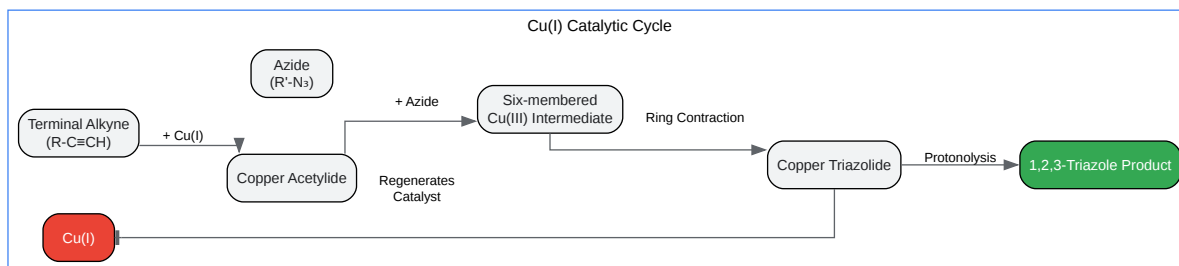 Cu(I) Catalytic Cycle
Azide
(R'-N₃)
Terminal Alkyne
(R-C≡CH)
+ Cu(I)
Copper Acetylide
+ Azide
Six-membered
Cu(III) Intermediate
Ring Contraction
Copper Triazolide
Protonolysis
1,2,3-Triazole Product
Regenerates
Catalyst
Cu(I)